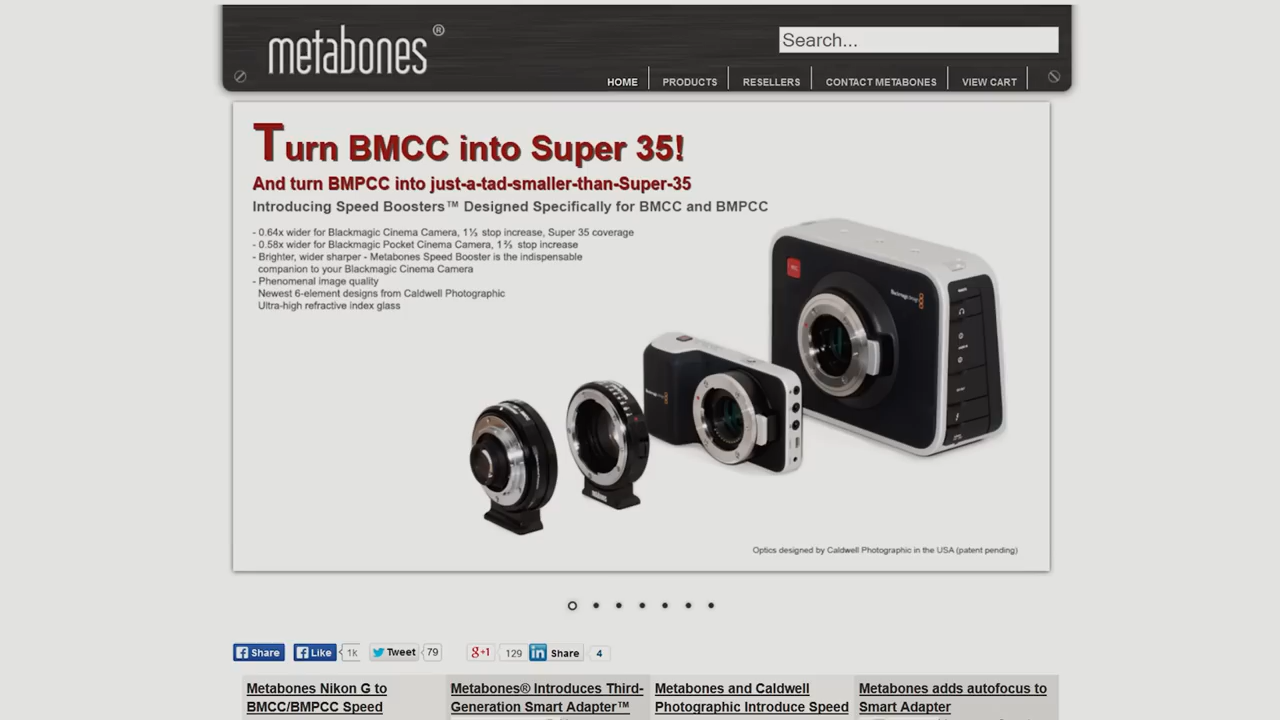 metabones®
Search...
HOME PRODUCTS RESELLERS CONTACT METABONES VIEW CART
Turn BMCC into Super 35!
And turn BMPCC into just-a-tad-smaller-than-Super-35
Introducing Speed Boosters™ Designed Specifically for BMCC and BMPCC
- 0.64x wider for Blackmagic Cinema Camera, 1⅓ stop increase, Super 35 coverage
- 0.58x wider for Blackmagic Pocket Cinema Camera, 1⅔ stop increase
- Brighter, wider sharper - Metabones Speed Booster is the indispensable
companion to your Blackmagic Cinema Camera
- Phenomenal image quality
Newest 6-element designs from Caldwell Photographic
Ultra-high refractive index glass
Optics designed by Caldwell Photographic in the USA (patent pending)
Share Like 1k Tweet 79 g+1 129 in Share 4
Metabones Nikon G to
BMCC/BMPCC Speed
Metabones® Introduces Third-
Generation Smart Adapter™
Metabones and Caldwell
Photographic Introduce Speed
Metabones adds autofocus to
Smart Adapter